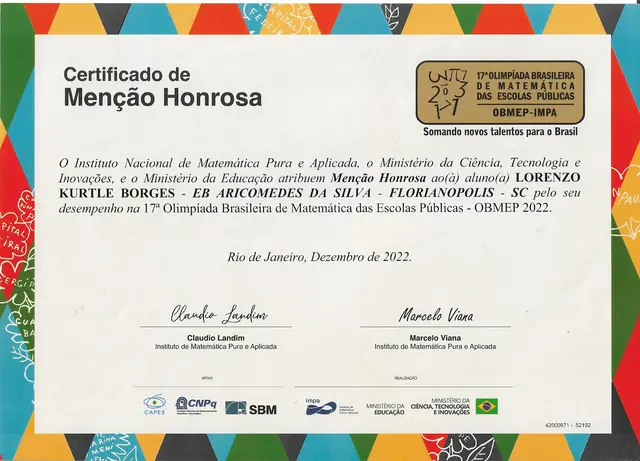 Certificado de
Menção Honrosa
17ª OLIMPÍADA BRASILEIRA
DE MATEMÁTICA
DAS ESCOLAS PÚBLICAS
OBMEP-IMPA
Somando novos talentos para o Brasil
O Instituto Nacional de Matemática Pura e Aplicada, o Ministério da Ciência, Tecnologia e
Inovações, e o Ministério da Educação atribuem Menção Honrosa ao(à) aluno(a) LORENZO
KURTLE BORGES - EB ARICOMEDES DA SILVA - FLORIANOPOLIS - SC pelo seu
desempenho na 17ª Olimpíada Brasileira de Matemática das Escolas Públicas - OBMEP 2022.
Rio de Janeiro, Dezembro de 2022.
Claudio Landim
Marcelo Viana
Claudio Landim
Instituto de Matemática Pura e Aplicada
Marcelo Viana
Instituto de Matemática Pura e Aplicada
APOIO
REALIZAÇÃO
CAPES
CNPq
SBM
impa
MINISTÉRIO DA
EDUCAÇÃO
MINISTÉRIO DA
CIÊNCIA, TECNOLOGIA
E INOVAÇÕES
42000971 - 52192